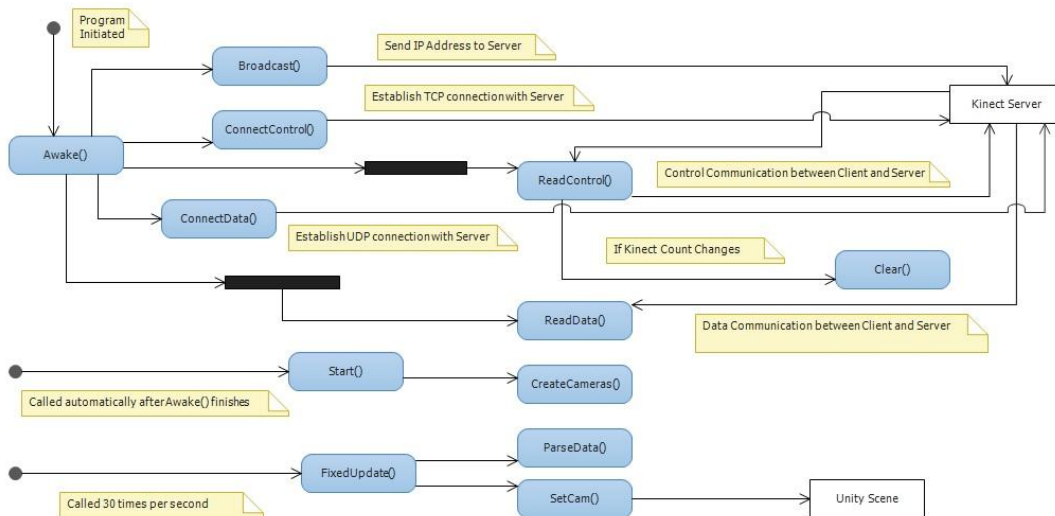 Program
Initiated
Send IP Address to Server
Broadcast()
Establish TCP connection with Server
Kinect Server
ConnectControl()
Awake()
ReadControl()
Control Communication between Client and Server
ConnectData()
Establish UDP connection with Server
If Kinect Count Changes
Clear()
ReadData()
Data Communication between Client and Server
Start()
CreateCameras()
Called automatically after Awake() finishes
ParseData()
FixedUpdate()
SetCam()
Unity Scene
Called 30 times per second